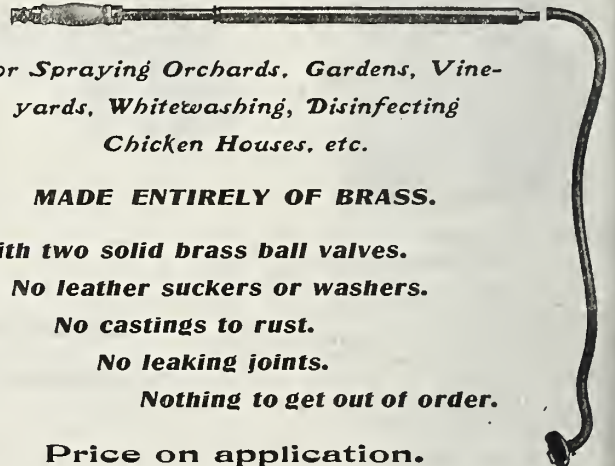 or Spraying Orchards, Gardens, Vine-
yards, Whitewashing, Disinfecting
Chicken Houses, etc.
MADE ENTIRELY OF BRASS.
ith two solid brass ball valves.
No leather suckers or washers.
No castings to rust.
No leaking joints.
Nothing to get out of order.
Price on application.